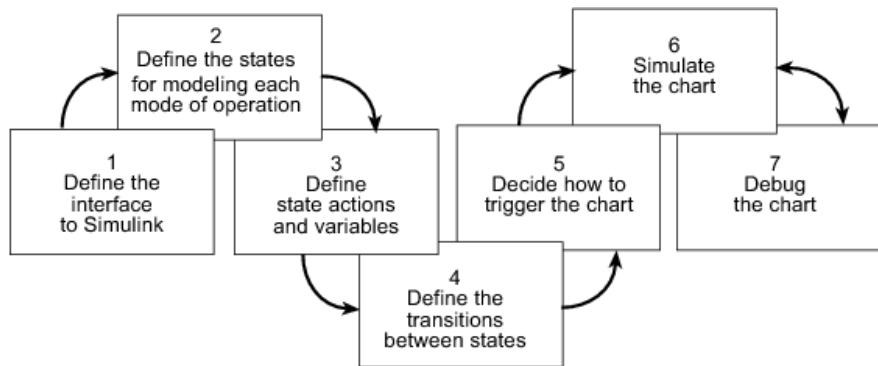 1
Define the
interface
to Simulink
2
Define the states
for modeling each
mode of operation
3
Define
state actions
and variables
4
Define the
transitions
between states
5
Decide how to
trigger the chart
6
Simulate
the chart
7
Debug
the chart